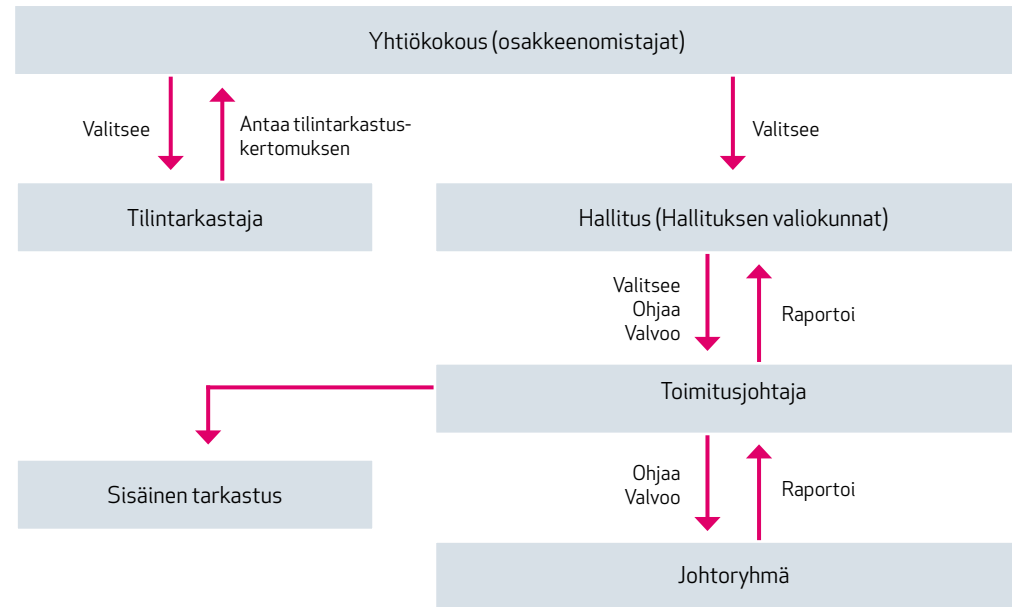 Yhtiökokous (osakkeenomistajat)
Valitsee
Antaa tilintarkastus-
kertomuksen
Valitsee
Tilintarkastaja
Hallitus (Hallituksen valiokunnat)
Valitsee
Ohjaa
Valvoo
Raportoi
Toimitusjohtaja
Sisäinen tarkastus
Ohjaa
Valvoo
Raportoi
Johtoryhmä